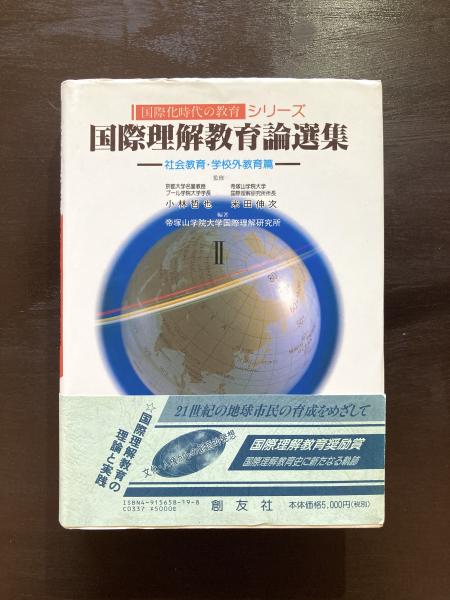 国際化時代の教育 シリーズ
国際理解教育論選集
社会教育・学校外教育篇
監修
京都大学名誉教授
プール学院大学学長
小林哲也
帝塚山学院大学
国際理解研究所所長
米田伸次
編著
帝塚山学院大学国際理解研究所
II
21世紀の地球市民の育成をめざして
☆国際理解教育の
理論と実践
国際理解教育奨励賞
国際理解教育史に新たなる軌跡
ISBN4-915658-19-8
C0337 ¥5000E
創友社
本体価格5,000円(税別)